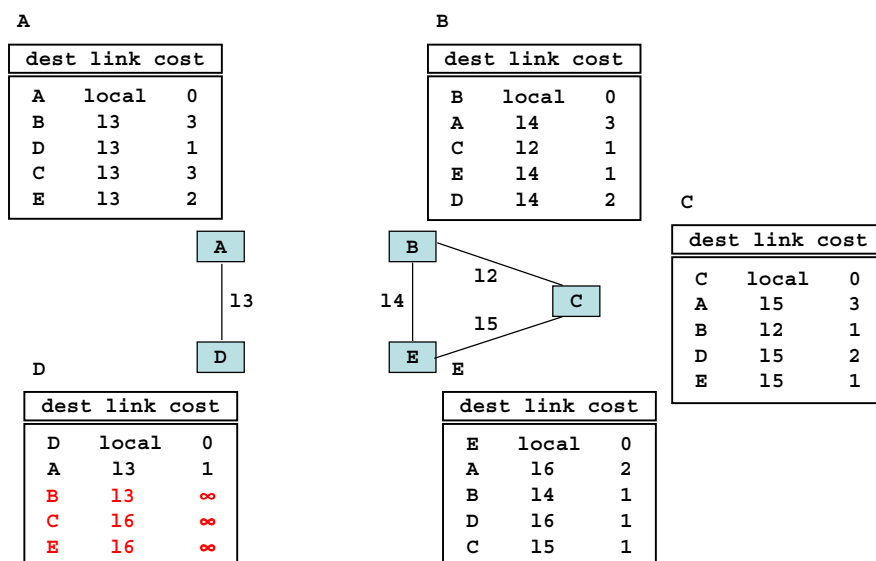 A
dest link cost
A local 0
B l3 3
D l3 1
C l3 3
E l3 2
B
dest link cost
B local 0
A l4 3
C l2 1
E l4 1
D l4 2
C
dest link cost
C local 0
A l5 3
B l2 1
D l5 2
E l5 1
A
B
l2
l3
l4
C
l5
D
E
D
dest link cost
D local 0
A l3 1
B l3 ∞
C l6 ∞
E l6 ∞
E
dest link cost
E local 0
A l6 2
B l4 1
D l6 1
C l5 1